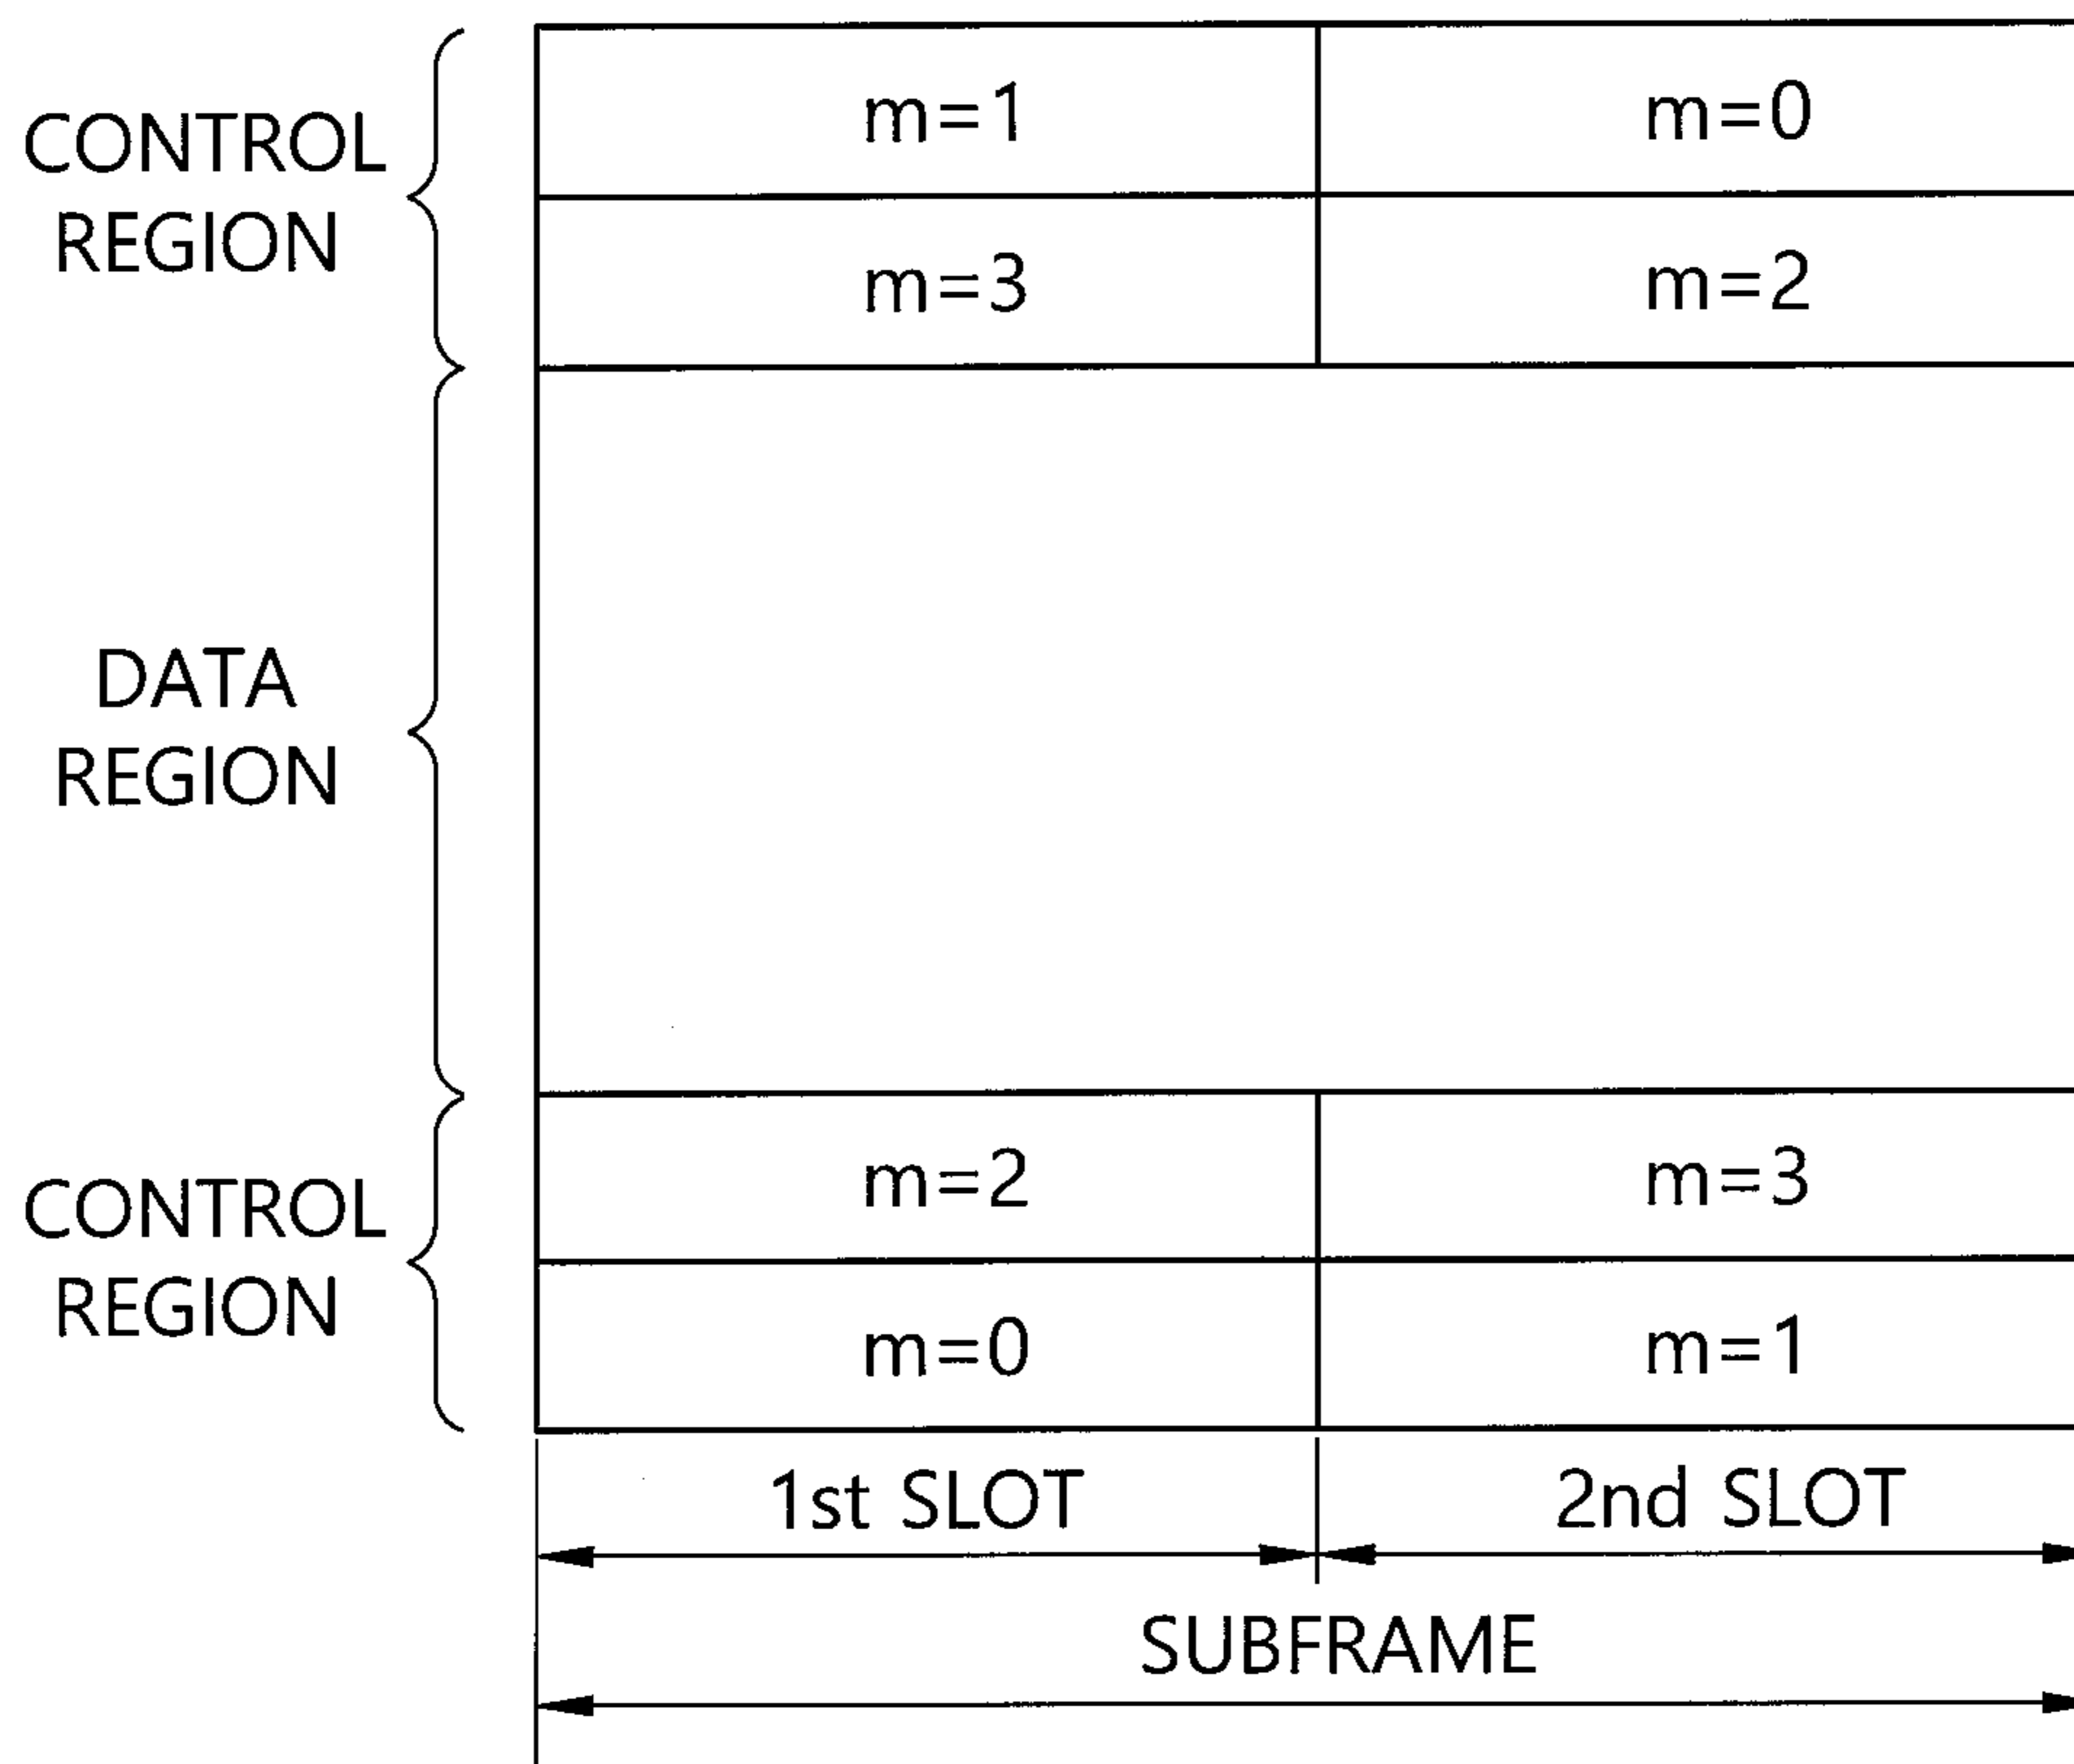 m=1 m=0
CONTROL
REGION
m=3 m=2
DATA
REGION
m=2 m=3
CONTROL
REGION
m=0 m=1
1st SLOT 2nd SLOT
SUBFRAME